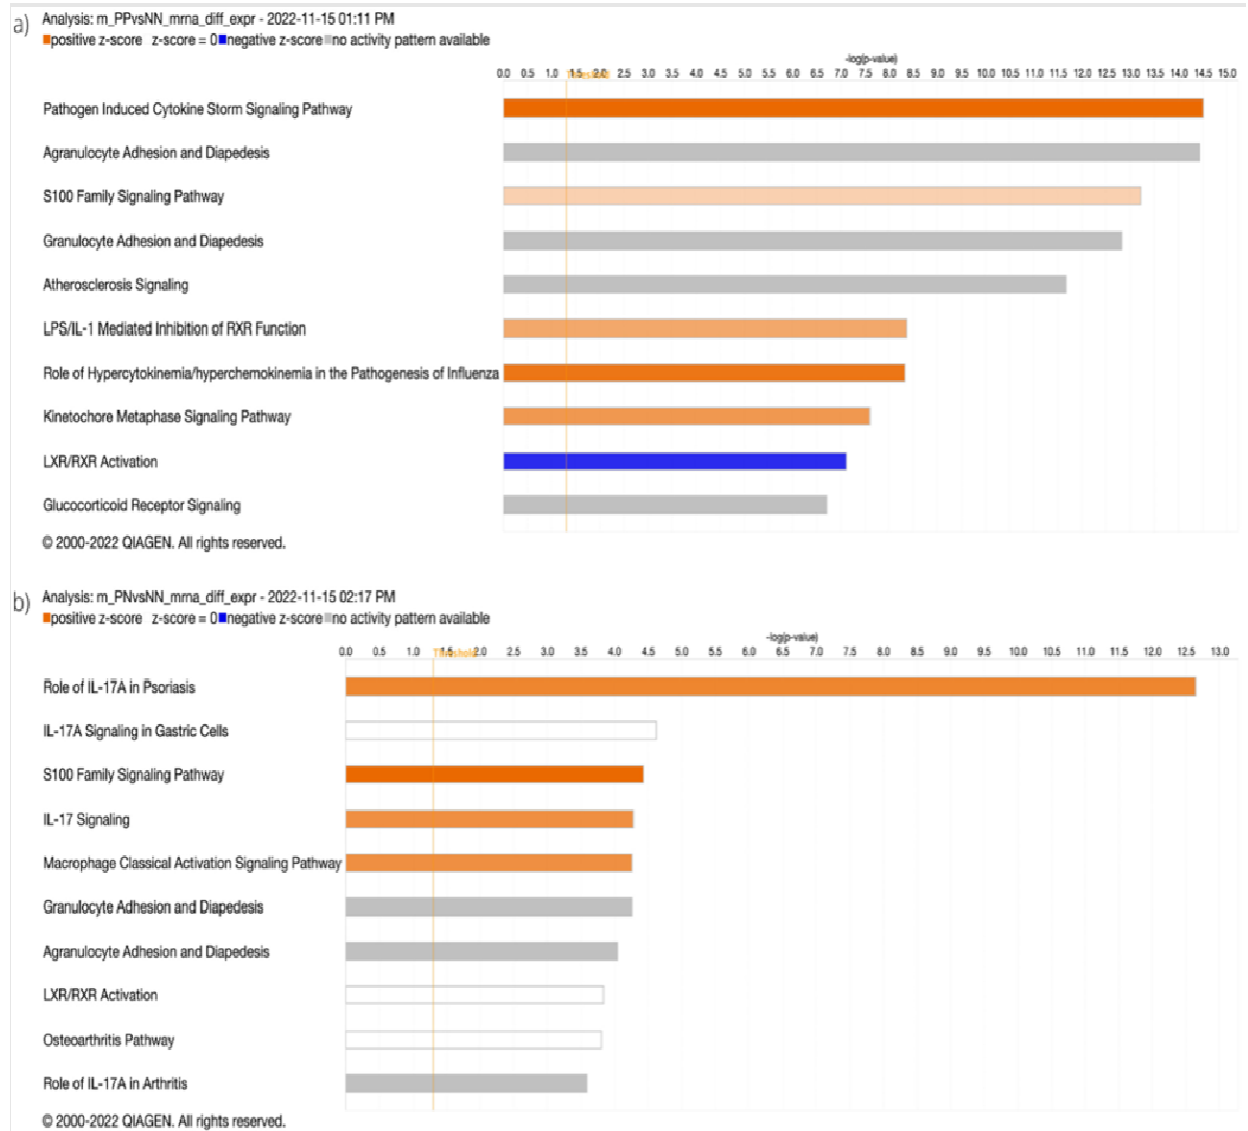 a)
Analysis: m_PPvsNN_mrna_diff_expr - 2022-11-15 01:11 PM
positive z-score z-score = 0 negative z-score no activity pattern available
-log(p-value)
0.0 0.5 1.0 1.5 2.0 2.5 3.0 3.5 4.0 4.5 5.0 5.5 6.0 6.5 7.0 7.5 8.0 8.5 9.0 9.5 10.0 10.5 11.0 11.5 12.0 12.5 13.0 13.5 14.0 14.5 15.0
Threshold
Pathogen Induced Cytokine Storm Signaling Pathway
Agranulocyte Adhesion and Diapedesis
S100 Family Signaling Pathway
Granulocyte Adhesion and Diapedesis
Atherosclerosis Signaling
LPS/IL-1 Mediated Inhibition of RXR Function
Role of Hypercytokinemia/hyperchemokinemia in the Pathogenesis of Influenza
Kinetochore Metaphase Signaling Pathway
LXR/RXR Activation
Glucocorticoid Receptor Signaling
© 2000-2022 QIAGEN. All rights reserved.
b)
Analysis: m_PNvsNN_mrna_diff_expr - 2022-11-15 02:17 PM
positive z-score z-score = 0 negative z-score no activity pattern available
-log(p-value)
0.0 0.5 1.0 1.5 2.0 2.5 3.0 3.5 4.0 4.5 5.0 5.5 6.0 6.5 7.0 7.5 8.0 8.5 9.0 9.5 10.0 10.5 11.0 11.5 12.0 12.5 13.0
Threshold
Role of IL-17A in Psoriasis
IL-17A Signaling in Gastric Cells
S100 Family Signaling Pathway
IL-17 Signaling
Macrophage Classical Activation Signaling Pathway
Granulocyte Adhesion and Diapedesis
Agranulocyte Adhesion and Diapedesis
LXR/RXR Activation
Osteoarthritis Pathway
Role of IL-17A in Arthritis
© 2000-2022 QIAGEN. All rights reserved.